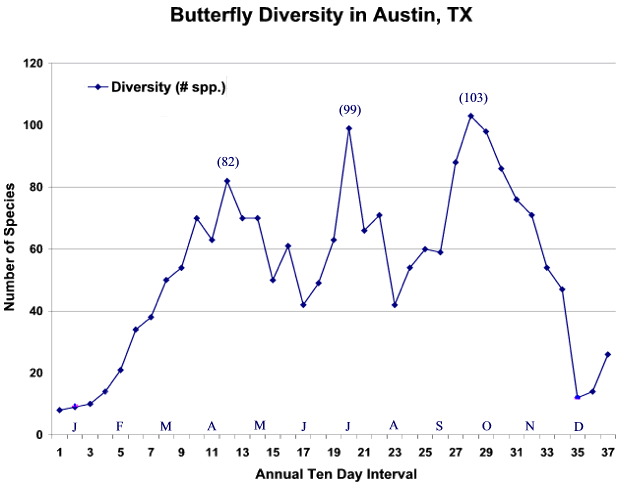 Butterfly Diversity in Austin, TX
120
Diversity (# spp.)
(103)
(99)
100
(82)
80
60
40
20
0
Number of Species
J F M A M J J A S O N D
1 3 5 7 9 11 13 15 17 19 21 23 25 27 29 31 33 35 37
Annual Ten Day Interval